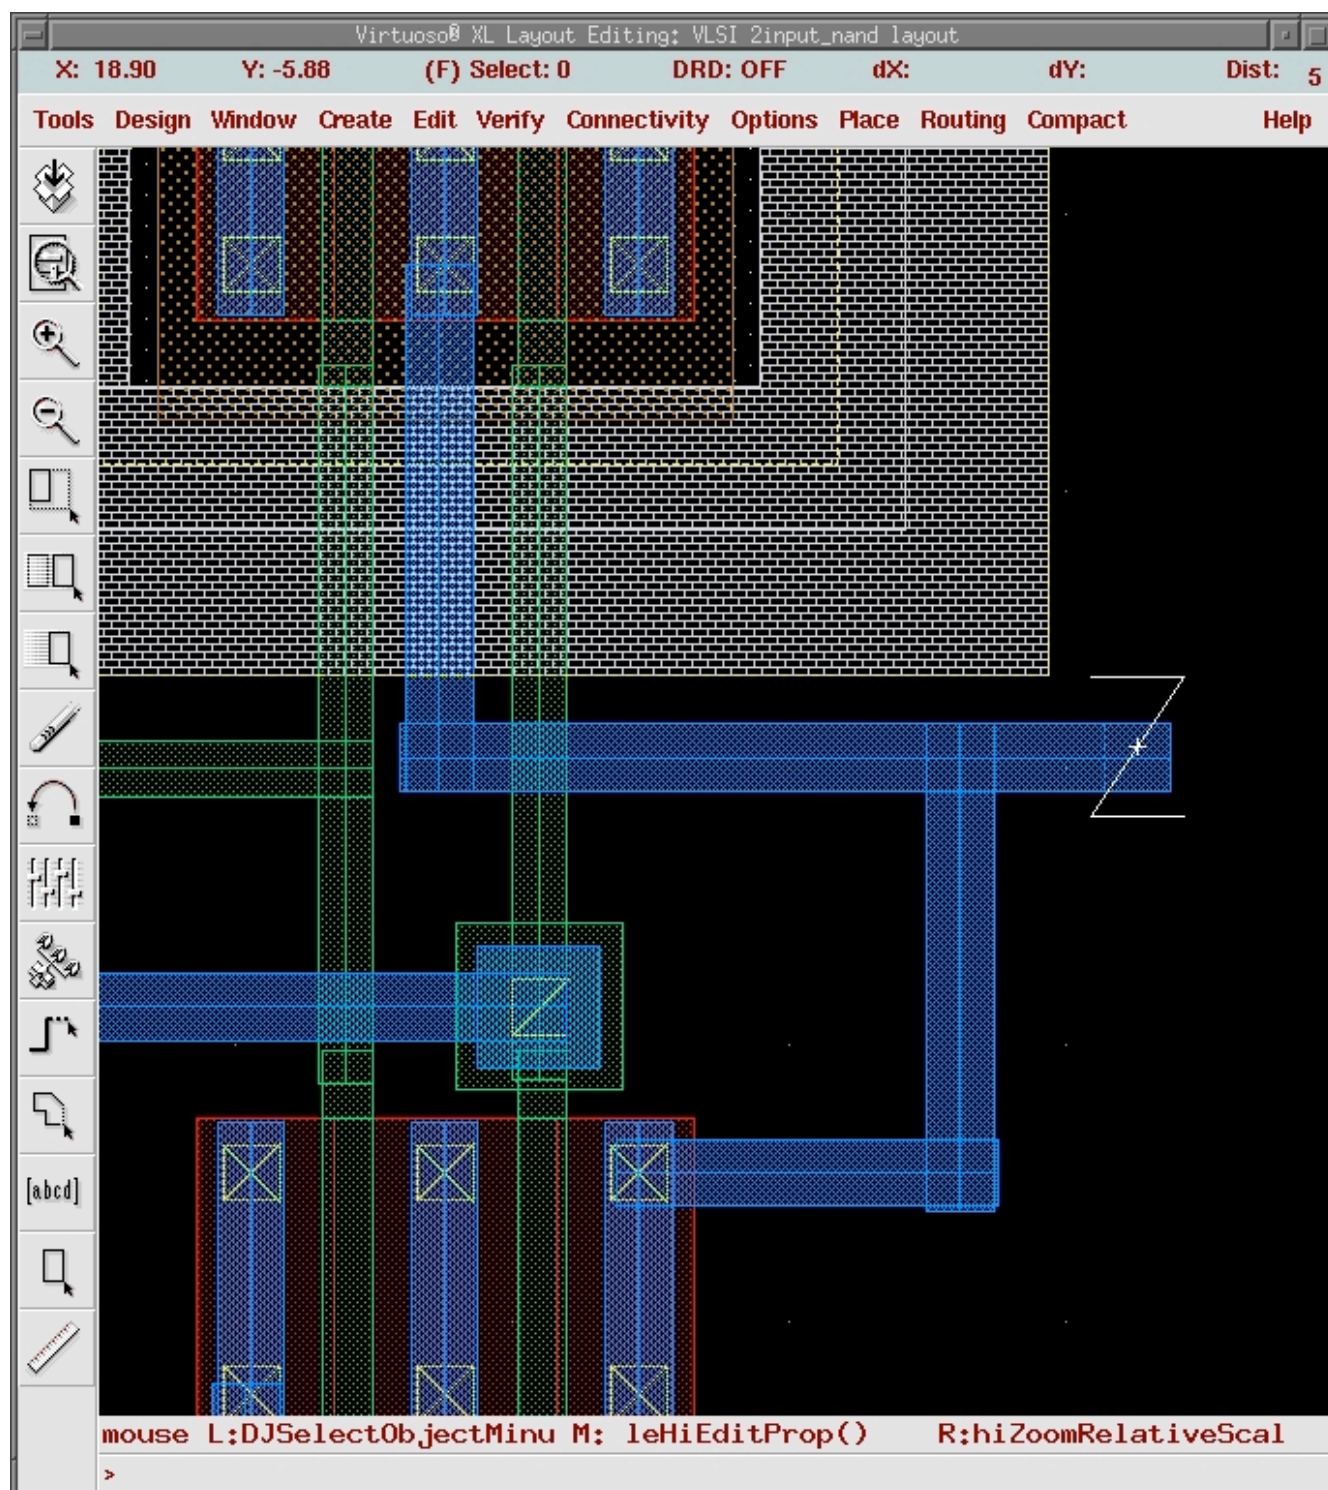 Virtuoso® XL Layout Editing: VLSI 2input_nand layout
X: 18.90 Y: -5.88 (F) Select: 0 DRD: OFF dX: dY: Dist: 5
Tools Design Window Create Edit Verify Connectivity Options Place Routing Compact Help
Z
[abcd]
mouse L:DJSelectObjectMinu M: leHiEditProp() R:hiZoomRelativeScal
>